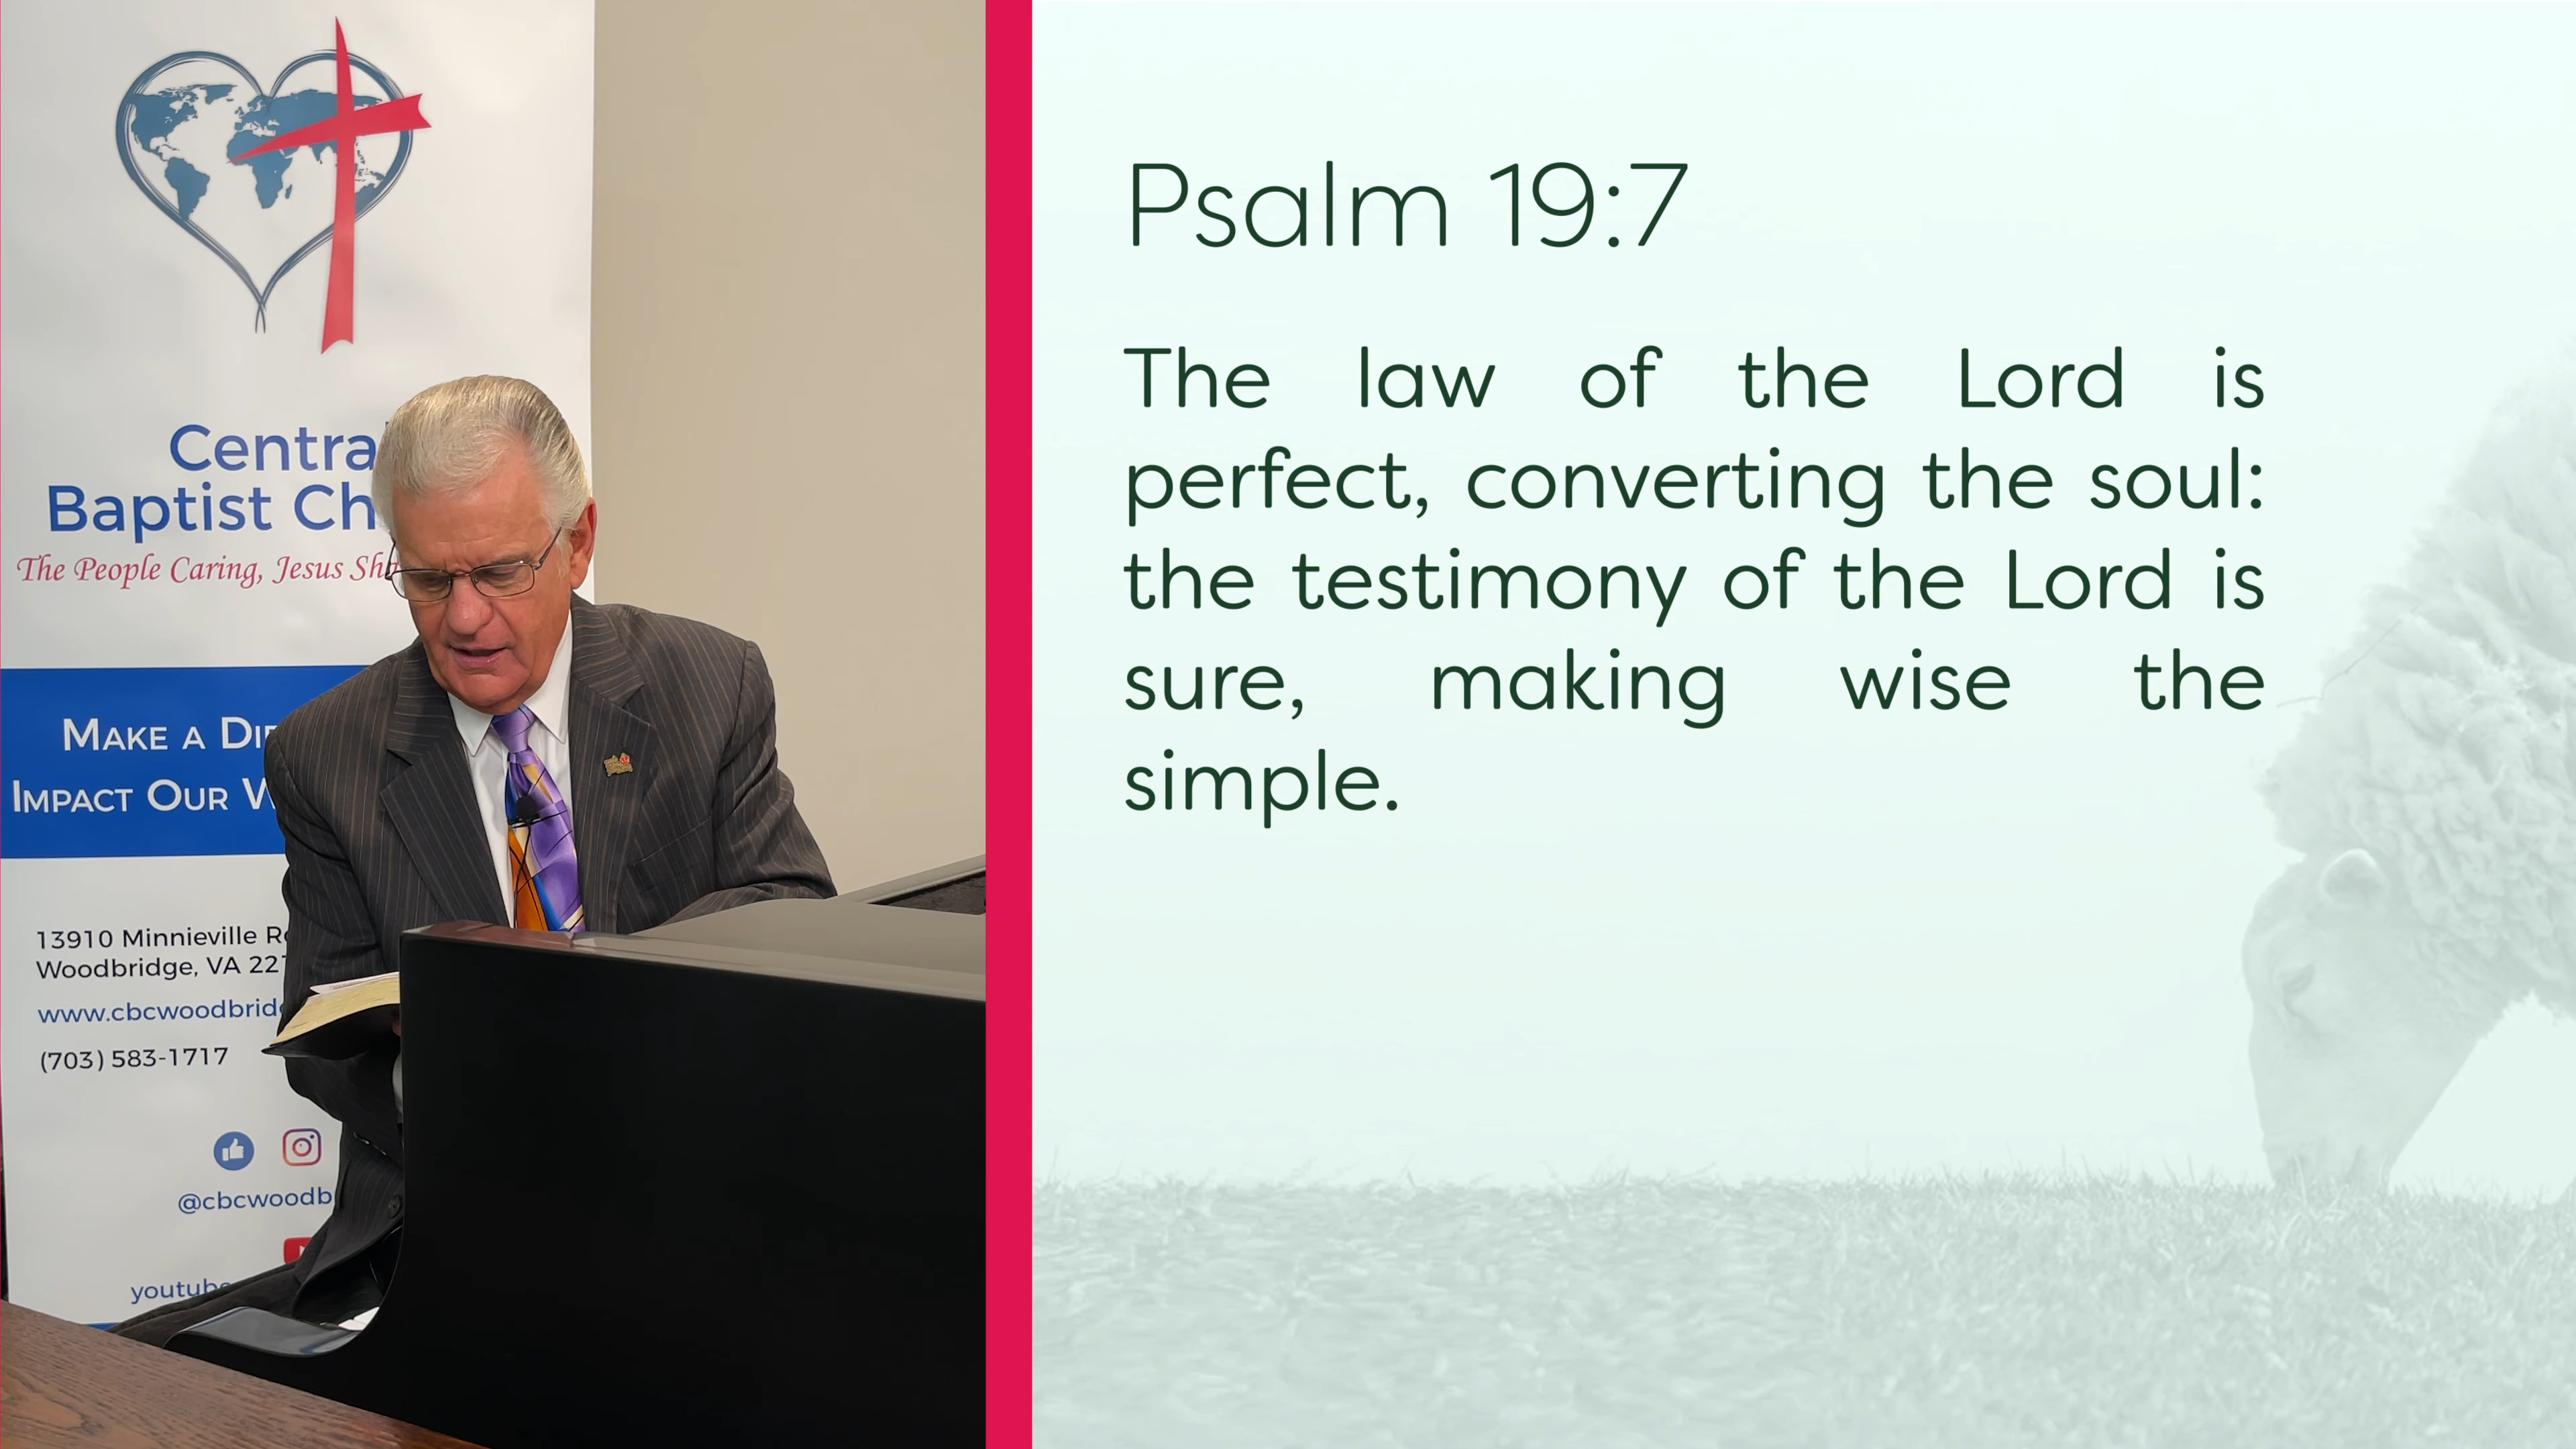 Central
Baptist Ch
The People Caring, Jesus Sh
MAKE A DI
IMPACT OUR W
13910 Minnieville R
Woodbridge, VA 22
www.cbcwoodbrid
(703) 583-1717
@cbcwoodb
youtube
Psalm 19:7
The law of the Lord is
perfect, converting the soul:
the testimony of the Lord is
sure, making wise the
simple.